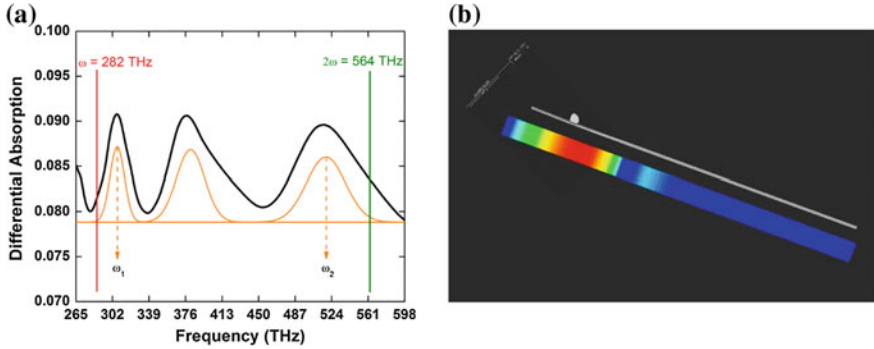 (a)
(b)
ω = 282 THz
2ω = 564 THz
Differential Absorption
0.100
0.095
0.090
0.085
0.080
0.075
0.070
ω1
ω2
265 302 339 376 413 450 487 524 561 598
Frequency (THz)